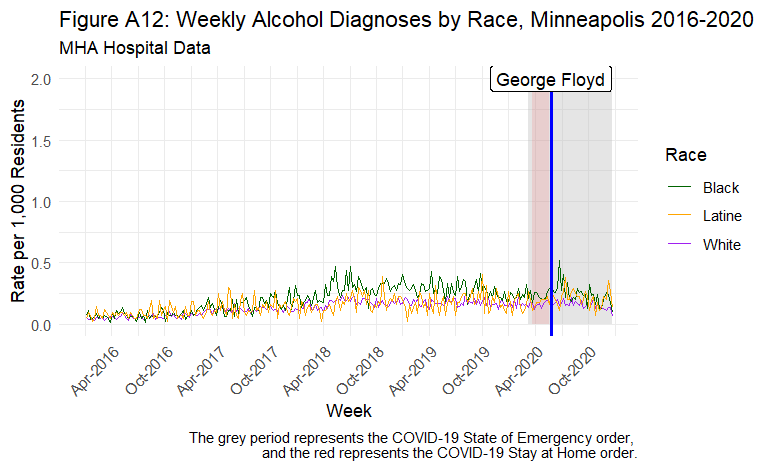 Figure A12: Weekly Alcohol Diagnoses by Race, Minneapolis 2016-2020
MHA Hospital Data
Rate per 1,000 Residents
2.0
1.5
1.0
0.5
0.0
George Floyd
Apr-2016
Oct-2016
Apr-2017
Oct-2017
Apr-2018
Oct-2018
Apr-2019
Oct-2019
Apr-2020
Oct-2020
Week
Race
Black
Latine
White
The grey period represents the COVID-19 State of Emergency order,
and the red represents the COVID-19 Stay at Home order.